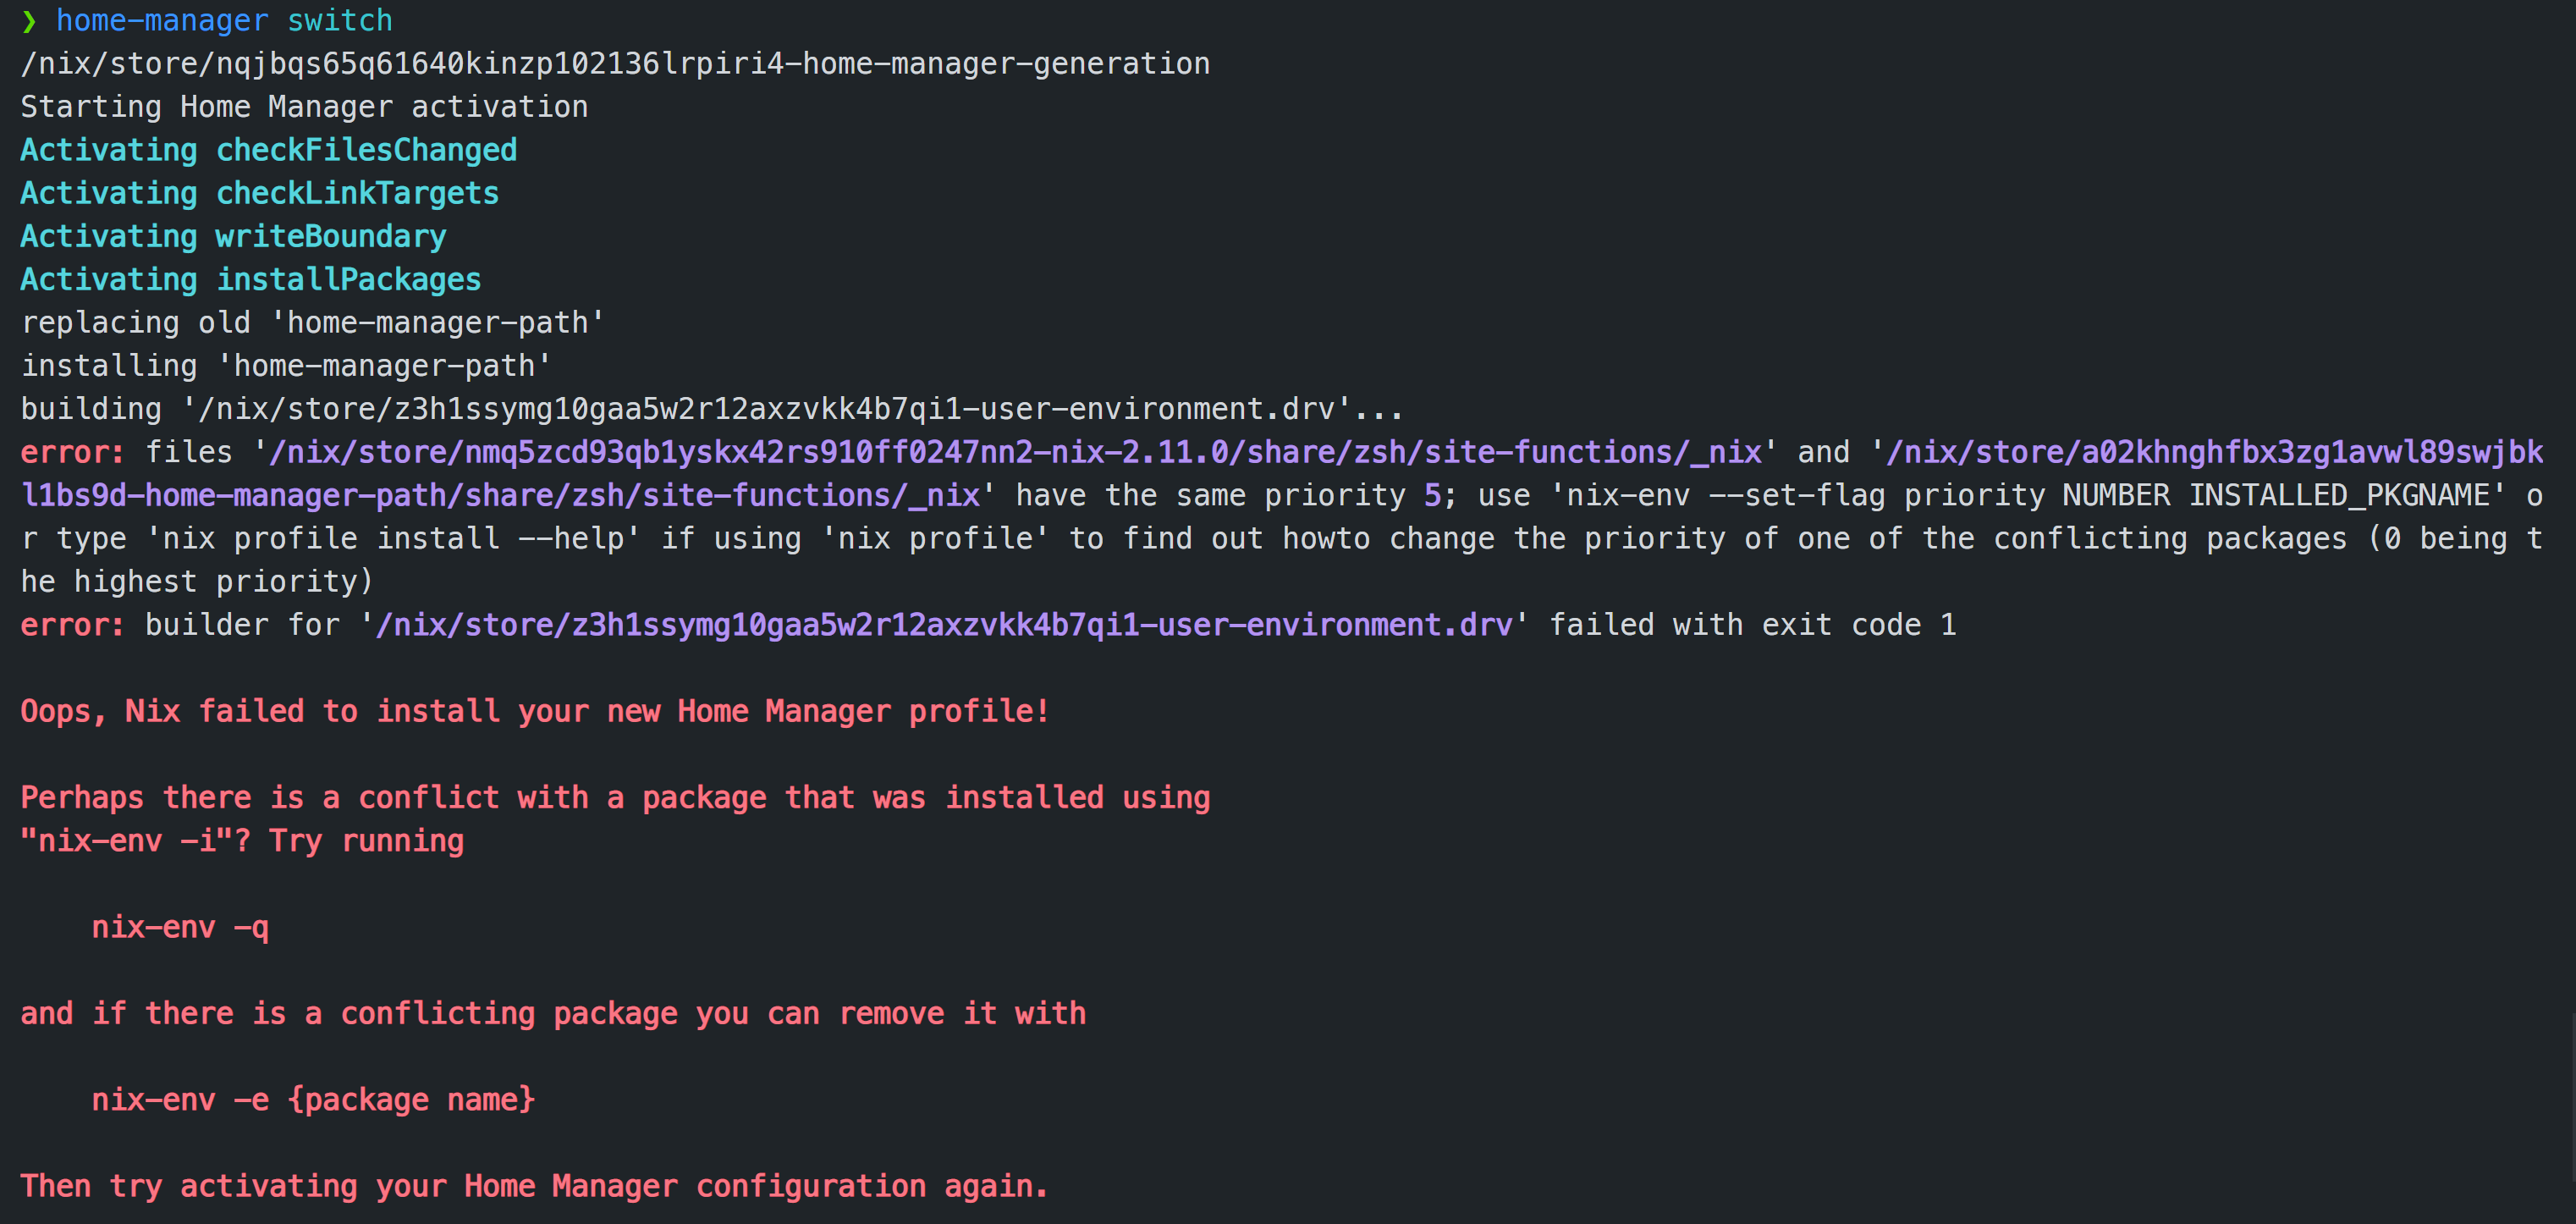 ❯ home-manager switch
/nix/store/nqjbqs65q61640kinzp102136lrpiri4-home-manager-generation
Starting Home Manager activation
Activating checkFilesChanged
Activating checkLinkTargets
Activating writeBoundary
Activating installPackages
replacing old 'home-manager-path'
installing 'home-manager-path'
building '/nix/store/z3h1ssymg10gaa5w2r12axzvkk4b7qi1-user-environment.drv'...
error: files '/nix/store/nmq5zcd93qb1yskx42rs910ff0247nn2-nix-2.11.0/share/zsh/site-functions/_nix' and '/nix/store/a02khnghfbx3zg1avwl89swjbk
l1bs9d-home-manager-path/share/zsh/site-functions/_nix' have the same priority 5; use 'nix-env --set-flag priority NUMBER INSTALLED_PKGNAME' o
r type 'nix profile install --help' if using 'nix profile' to find out howto change the priority of one of the conflicting packages (0 being t
he highest priority)
error: builder for '/nix/store/z3h1ssymg10gaa5w2r12axzvkk4b7qi1-user-environment.drv' failed with exit code 1
Oops, Nix failed to install your new Home Manager profile!
Perhaps there is a conflict with a package that was installed using
"nix-env -i"? Try running
nix-env -q
and if there is a conflicting package you can remove it with
nix-env -e {package name}
Then try activating your Home Manager configuration again.